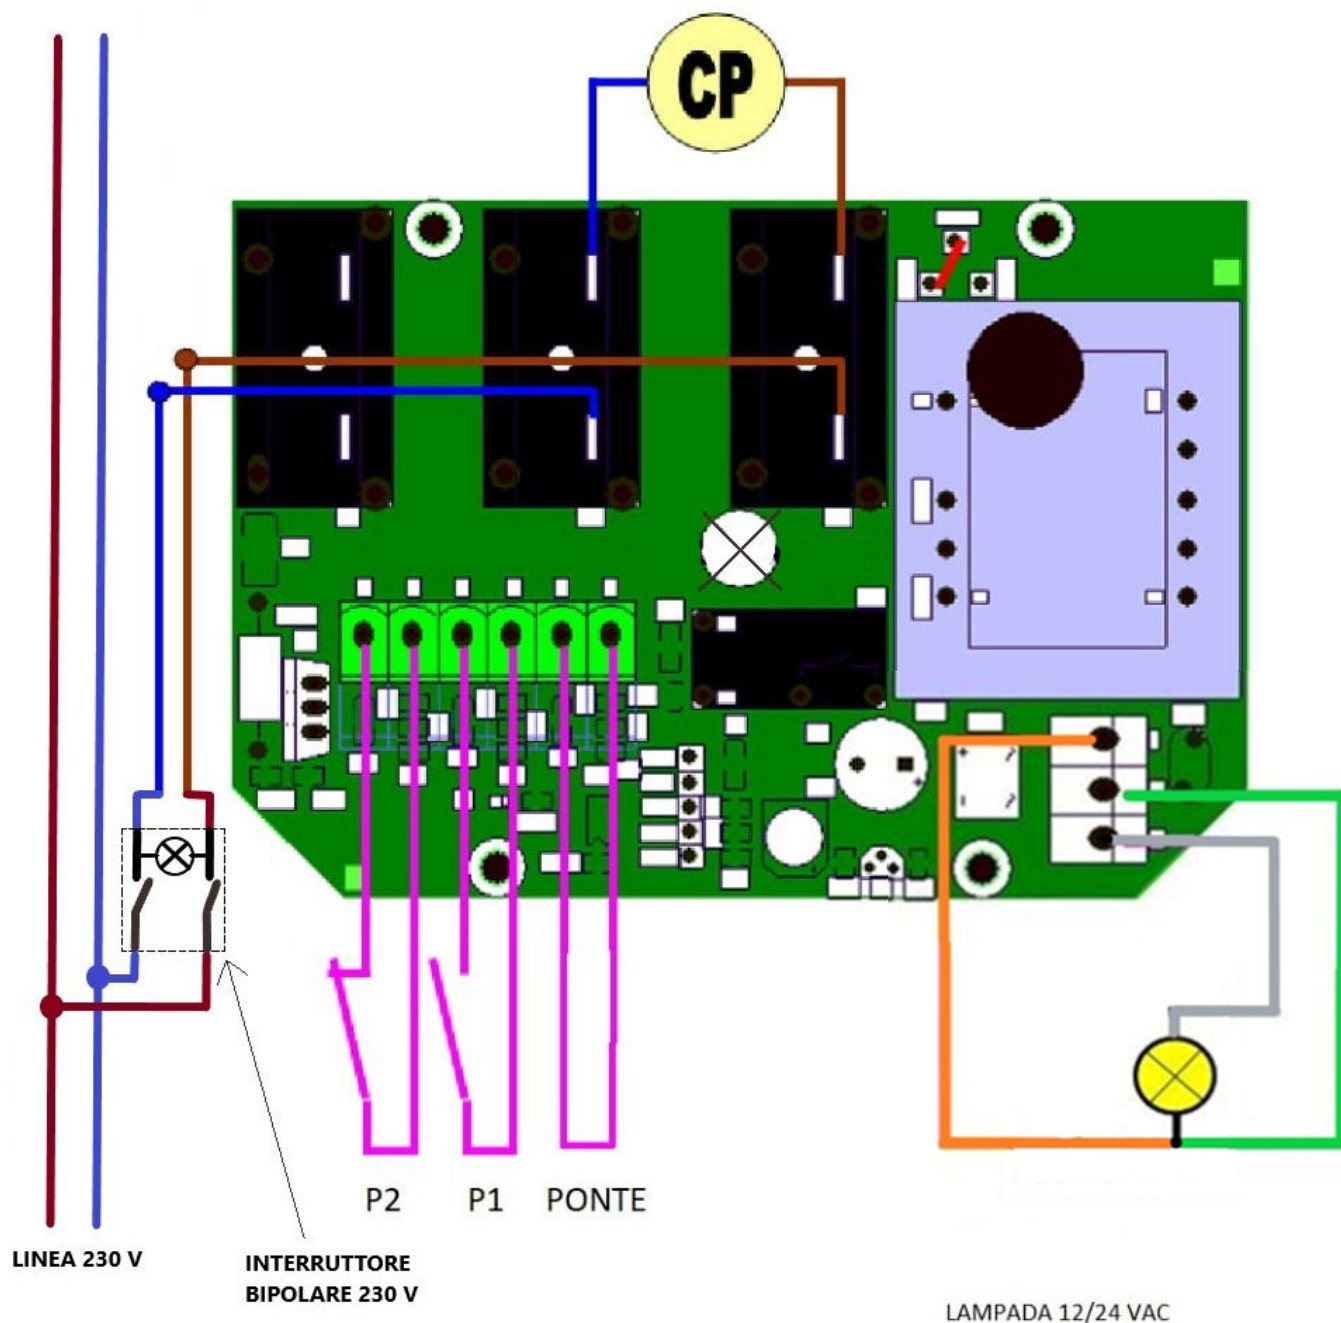 CP
P2
P1
PONTE
LINEA 230 V
INTERRUTTORE
BIPOLARE 230 V
LAMPADA 12/24 VAC